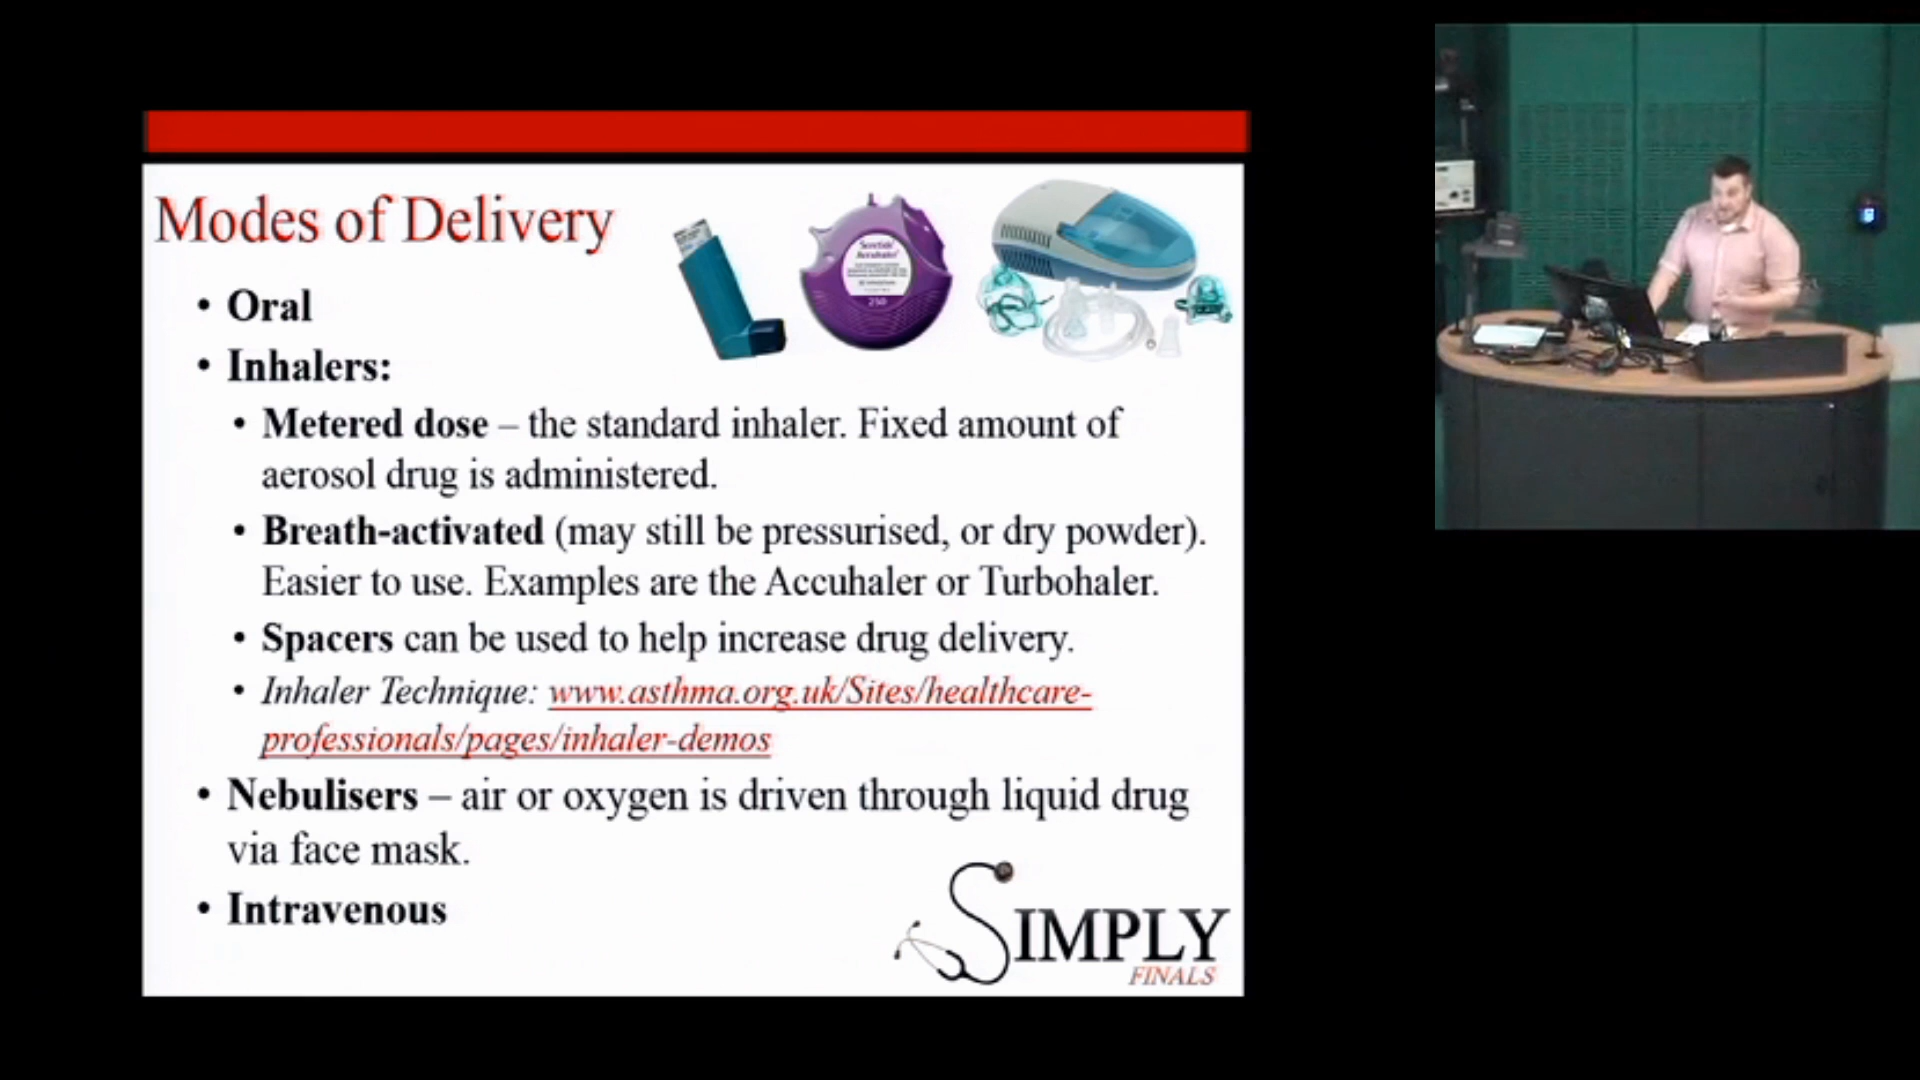 Modes of Delivery
Seretide
Accuhaler
250
• Oral
• Inhalers:
• Metered dose – the standard inhaler. Fixed amount of
aerosol drug is administered.
• Breath-activated (may still be pressurised, or dry powder).
Easier to use. Examples are the Accuhaler or Turbohaler.
• Spacers can be used to help increase drug delivery.
• Inhaler Technique: www.asthma.org.uk/Sites/healthcare-
professionals/pages/inhaler-demos
• Nebulisers – air or oxygen is driven through liquid drug
via face mask.
• Intravenous
SIMPLY
FINALS